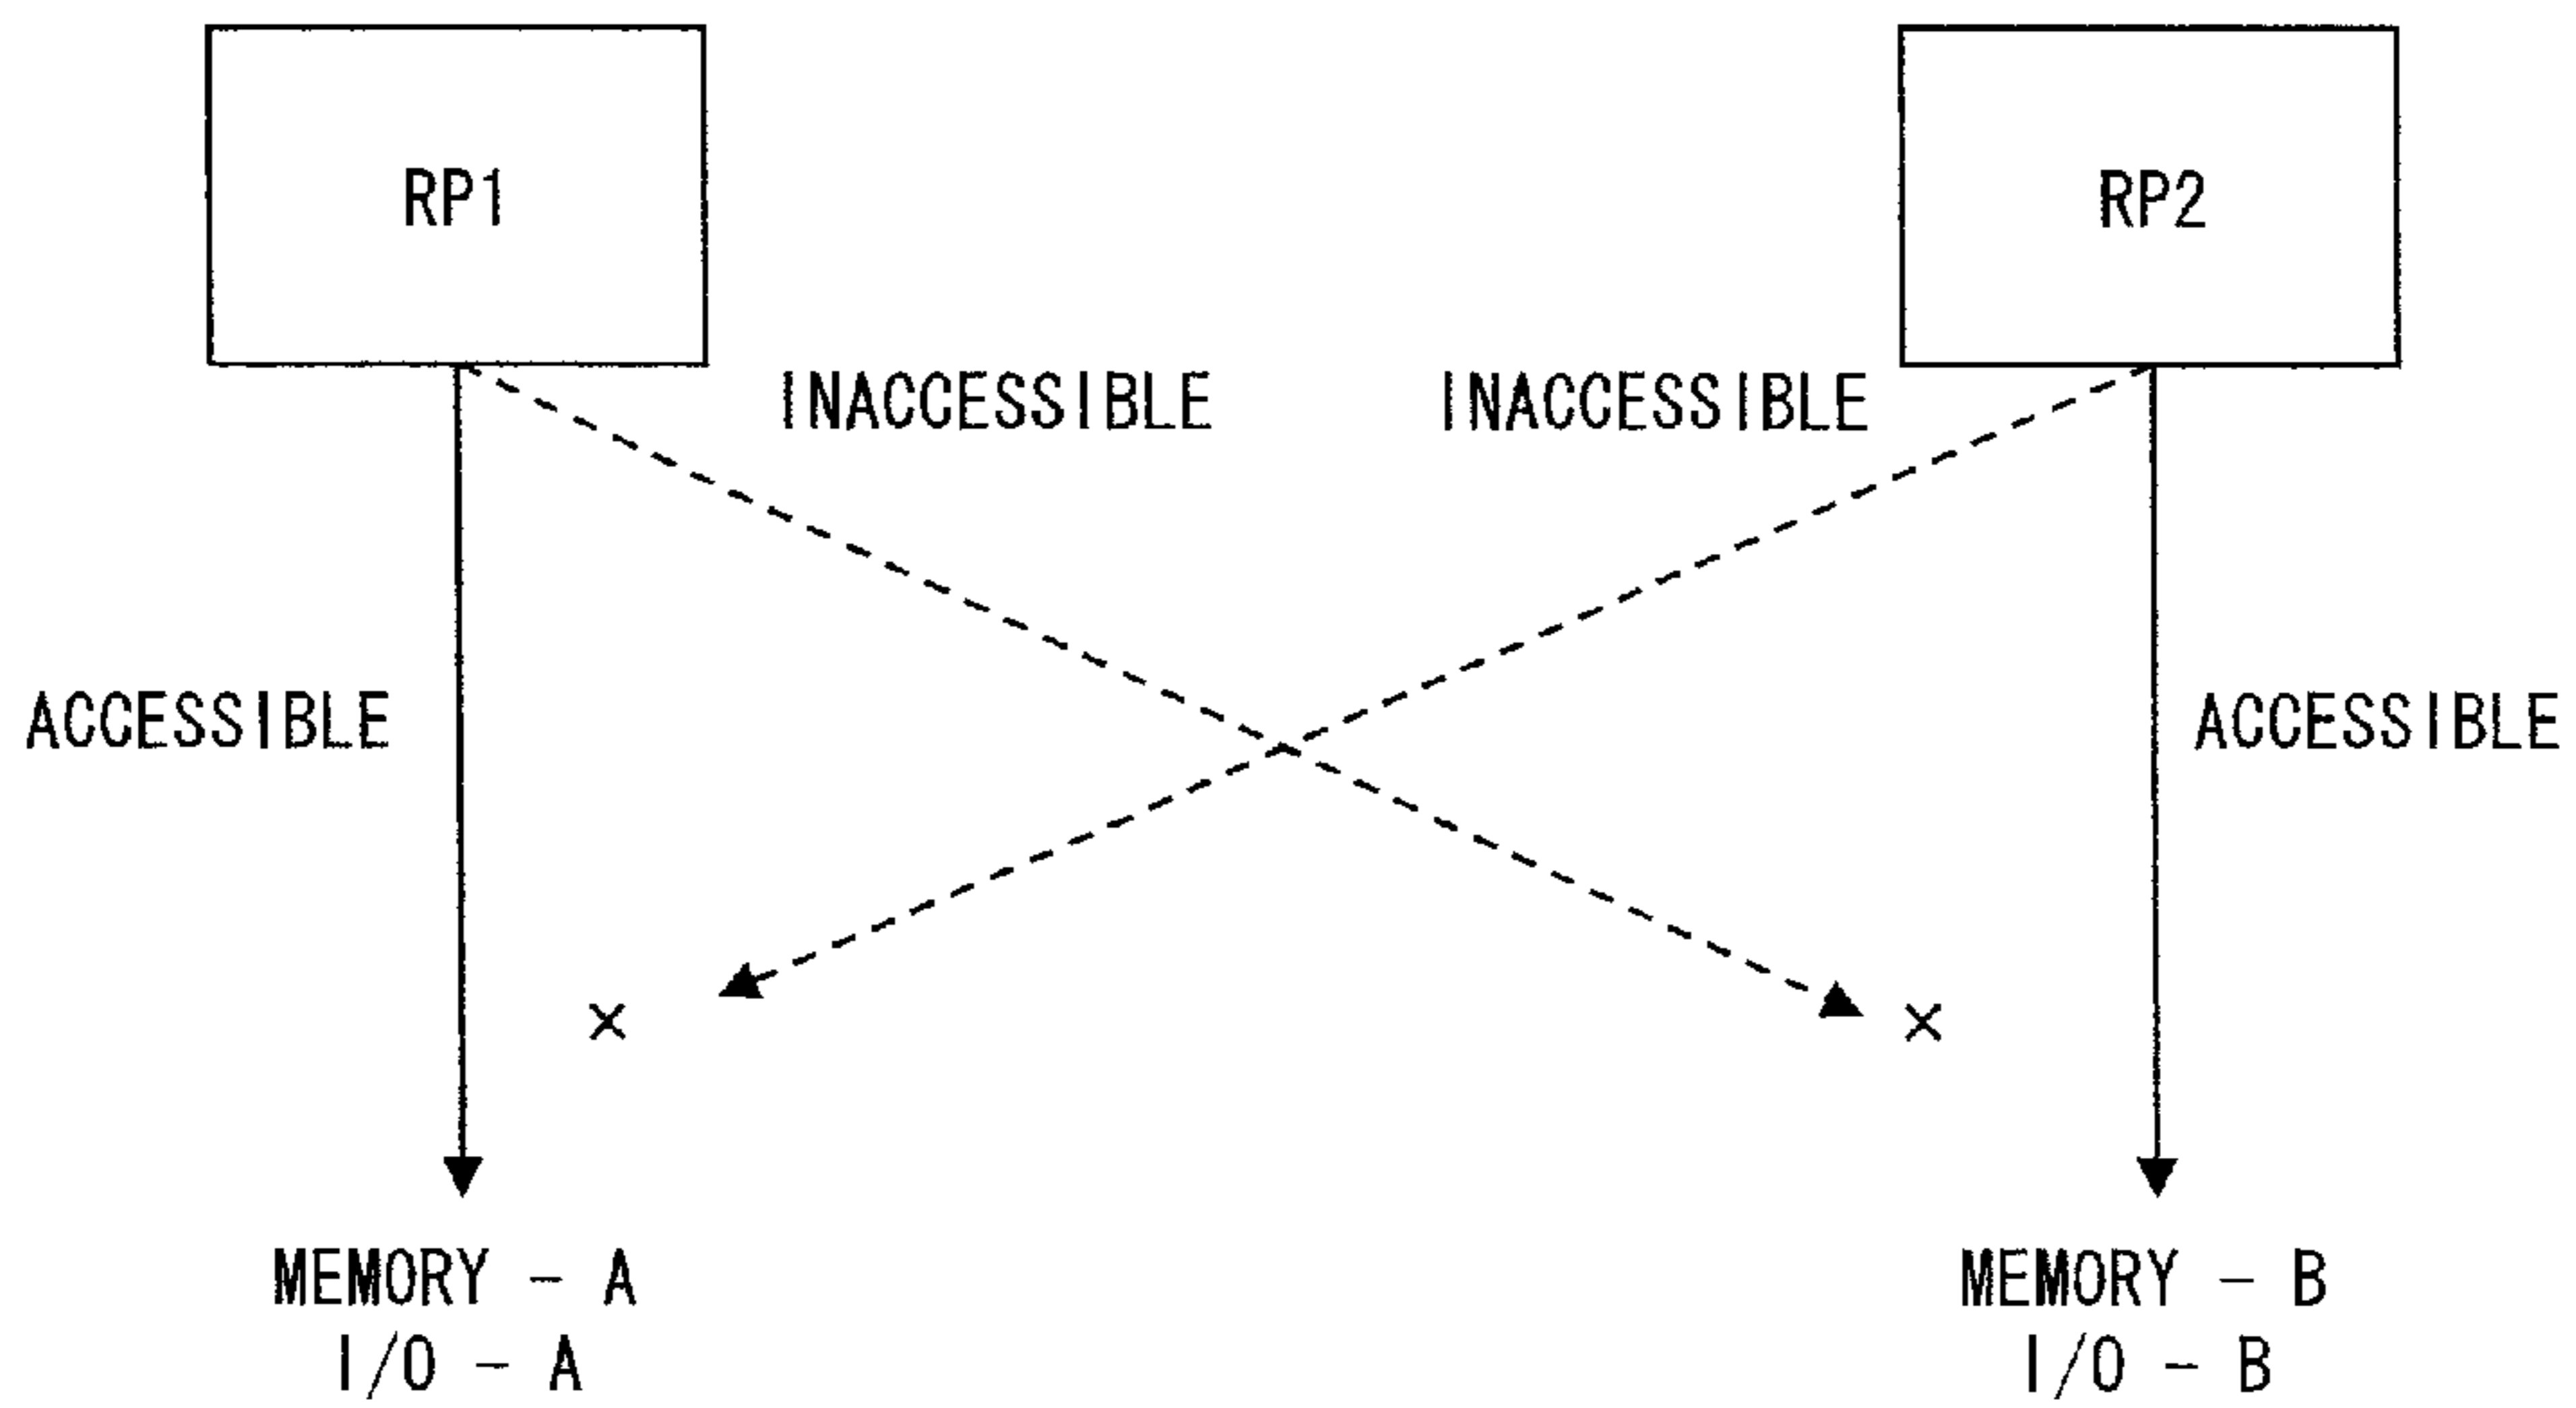 RP1
RP2
INACCESSIBLE
INACCESSIBLE
ACCESSIBLE
ACCESSIBLE
×
×
MEMORY - A
I/O - A
MEMORY - B
I/O - B